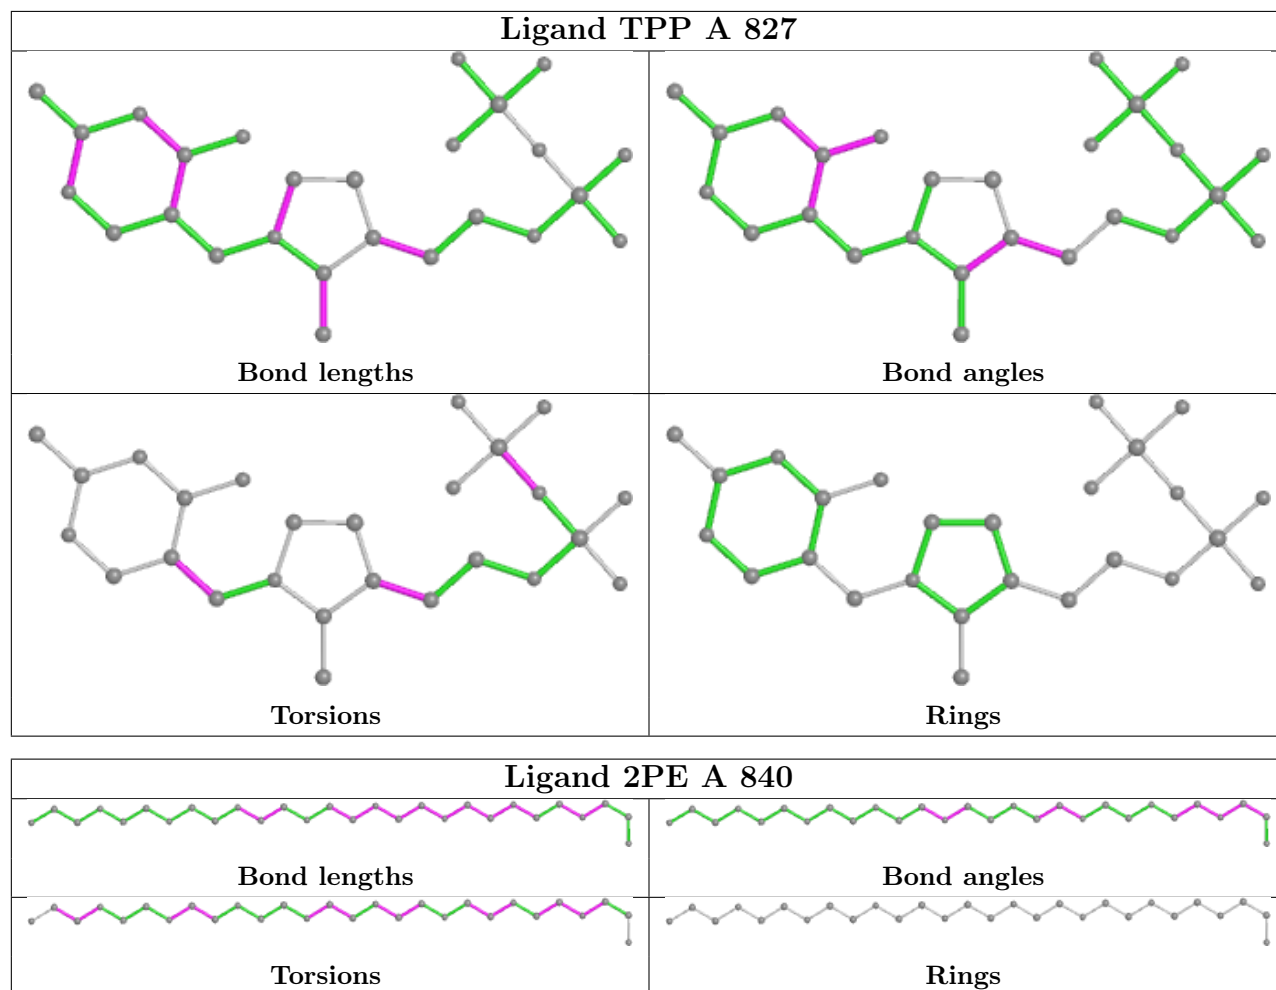 Ligand TPP A 827
Bond lengths
Bond angles
Torsions
Rings
Ligand 2PE A 840
Bond lengths
Bond angles
Torsions
Rings